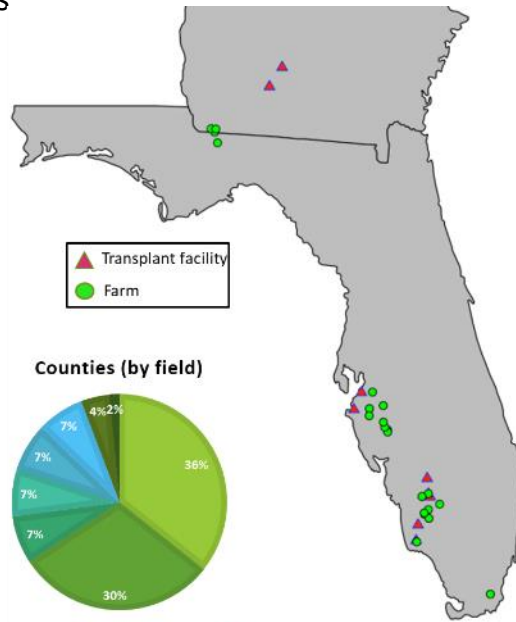 s
Transplant facility
Farm
Counties (by field)
4%
2%
7%
36%
7%
7%
7%
30%